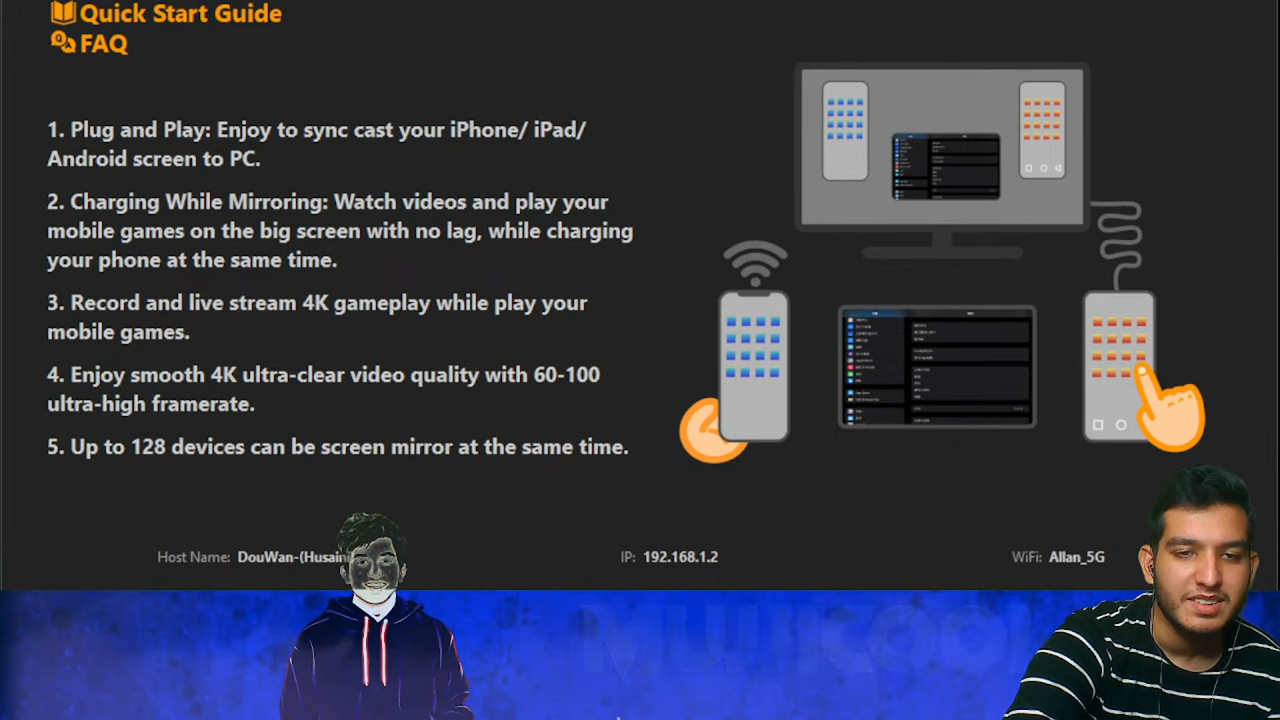 Quick Start Guide
FAQ
1. Plug and Play: Enjoy to sync cast your iPhone/ iPad/
Android screen to PC.
2. Charging While Mirroring: Watch videos and play your
mobile games on the big screen with no lag, while charging
your phone at the same time.
3. Record and live stream 4K gameplay while play your
mobile games.
4. Enjoy smooth 4K ultra-clear video quality with 60-100
ultra-high framerate.
5. Up to 128 devices can be screen mirror at the same time.
Host Name: DouWan-(Husain
IP: 192.168.1.2
WiFi: Allan_5G